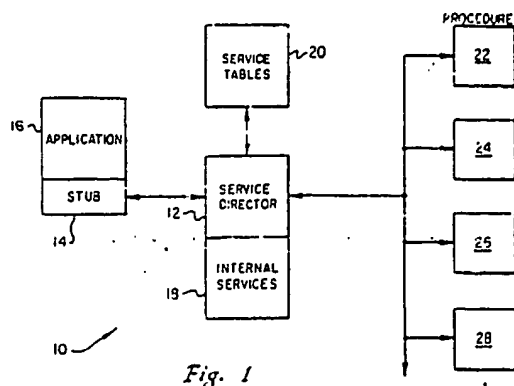 PROCEDURE
22
SERVICE
TABLES
20
16
APPLICATION
24
STUB
SERVICE
DIRECTOR
12
14
26
INTERNAL
SERVICES
18
28
10
Fig. 1